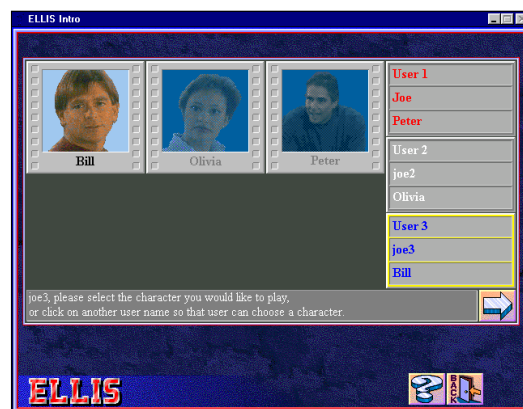 ELLIS Intro
Bill
Olivia
Peter
User 1
Joe
Peter
User 2
joe2
Olivia
User 3
joe3
Bill
joe3, please select the character you would like to play,
or click on another user name so that user can choose a character.
ELLIS
BACK